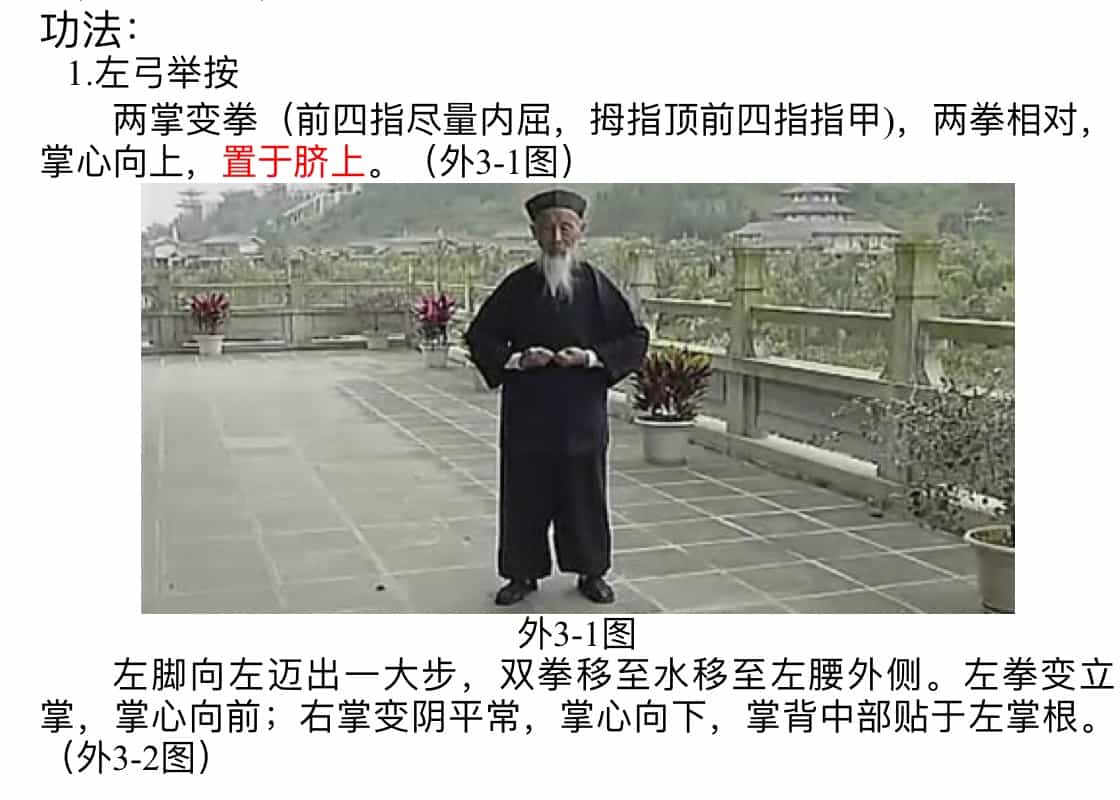 功法：
1.左弓举按
两掌变拳（前四指尽量内屈，拇指顶前四指指甲)，两拳相对，
掌心向上，置于脐上。（外3-1图）
外3-1图
左脚向左迈出一大步，双拳移至水移至左腰外侧。左拳变立
掌，掌心向前；右掌变阴平常，掌心向下，掌背中部贴于左掌根。
（外3-2图）